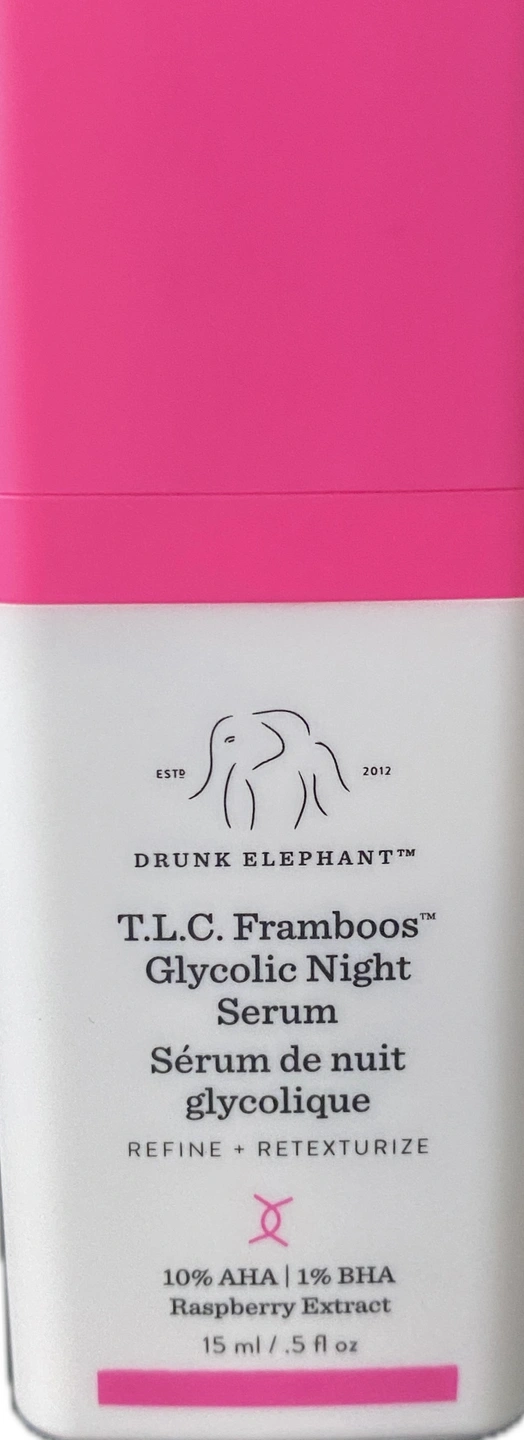 ESTD 2012
DRUNK ELEPHANT™
T.L.C. Framboos™
Glycolic Night
Serum
Sérum de nuit
glycolique
REFINE + RETEXTURIZE
10% AHA | 1% BHA
Raspberry Extract
15 ml / .5 fl oz